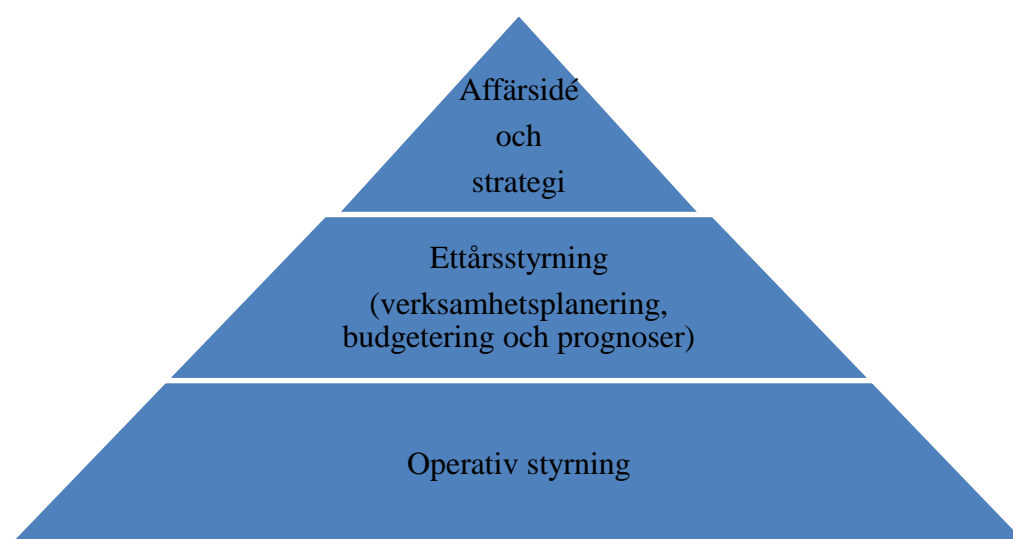 Affärsidé
och
strategi
Ettårsstyrning
(verksamhetsplanering,
budgetering och prognoser)
Operativ styrning